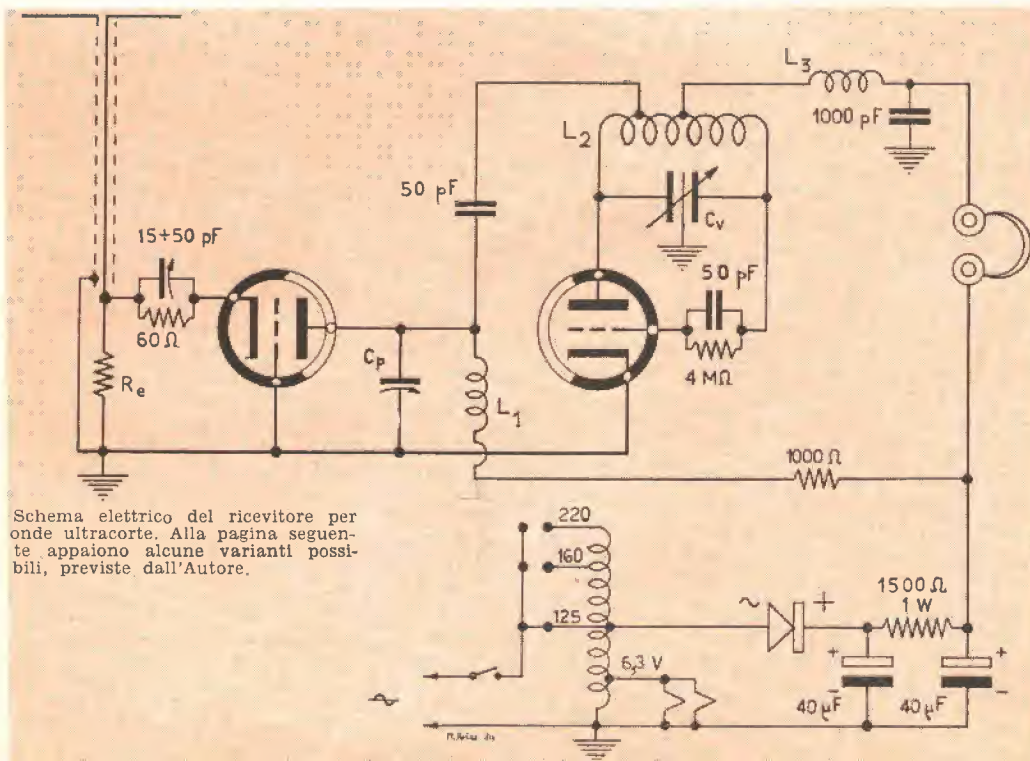 L3
1000 pF
L2
50 pF
Cv
15÷50 pF
50 pF
60 Ω
Cp
4 MΩ
Re
L1
1000 Ω
Schema elettrico del ricevitore per
onde ultracorte. Alla pagina seguen-
te appaiono alcune varianti possi-
bili, previste dall'Autore.
220
160
125
~
+
1500 Ω
1 W
6,3 V
+
+
40 µF
-
40 µF
-